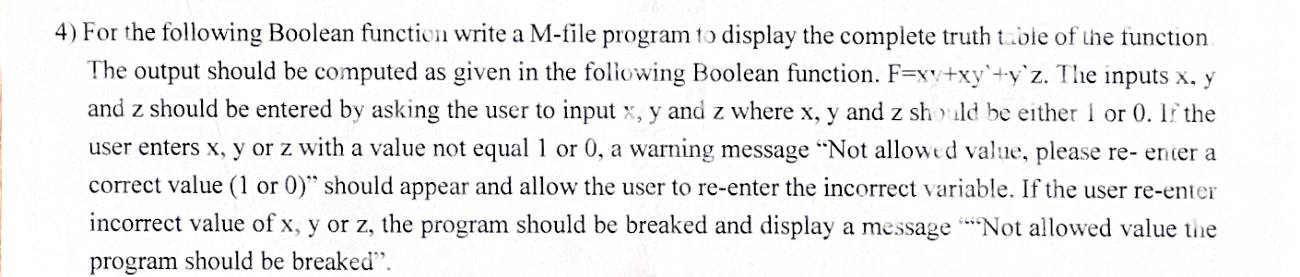 4) For the following Boolean function write a M-file program to display the complete truth table of the function
The output should be computed as given in the following Boolean function. F=xy+xy`+y`z. The inputs x, y
and z should be entered by asking the user to input x, y and z where x, y and z should be either 1 or 0. If the
user enters x, y or z with a value not equal 1 or 0, a warning message “Not allowed value, please re- enter a
correct value (1 or 0)” should appear and allow the user to re-enter the incorrect variable. If the user re-enter
incorrect value of x, y or z, the program should be breaked and display a message ““Not allowed value the
program should be breaked”.